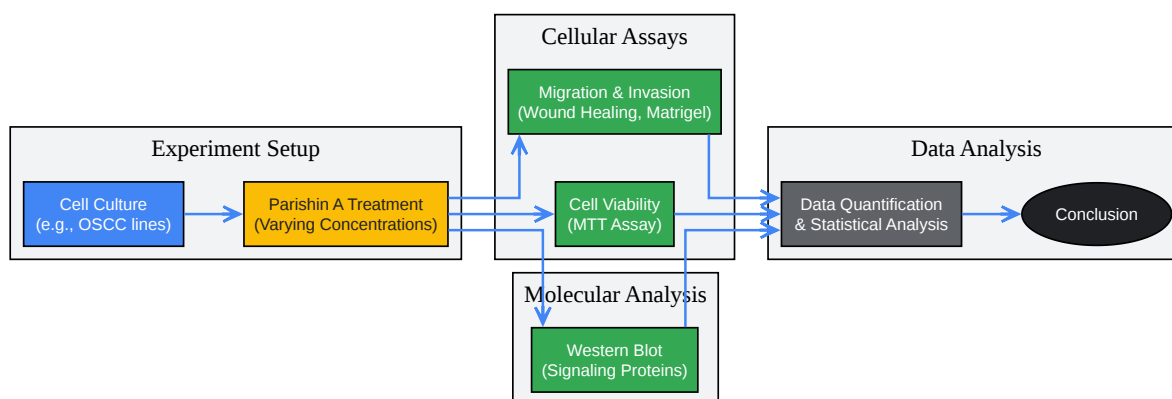 Experiment Setup
Cell Culture
(e.g., OSCC lines)
Parishin A Treatment
(Varying Concentrations)
Cellular Assays
Migration & Invasion
(Wound Healing, Matrigel)
Cell Viability
(MTT Assay)
Molecular Analysis
Western Blot
(Signaling Proteins)
Data Analysis
Data Quantification
& Statistical Analysis
Conclusion